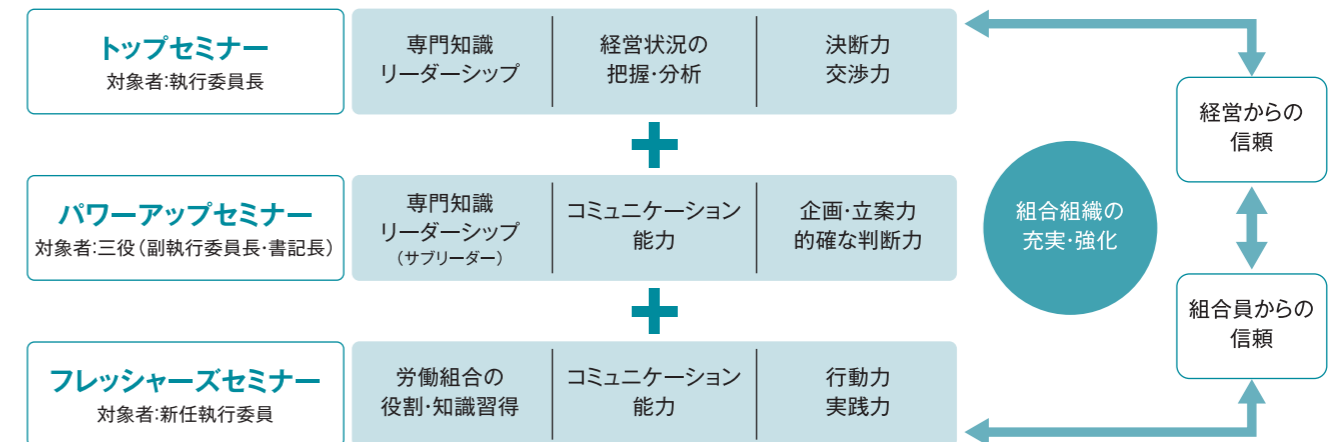 トップセミナー
対象者:執行委員長
専門知識
リーダーシップ
経営状況の
把握・分析
決断力
交渉力
パワーアップセミナー
対象者:三役(副執行委員長・書記長)
専門知識
リーダーシップ
(サブリーダー)
コミュニケーション
能力
企画・立案力
的確な判断力
フレッシャーズセミナー
対象者:新任執行委員
労働組合の
役割・知識習得
コミュニケーション
能力
行動力
実践力
組合組織の
充実・強化
経営からの
信頼
組合員からの
信頼